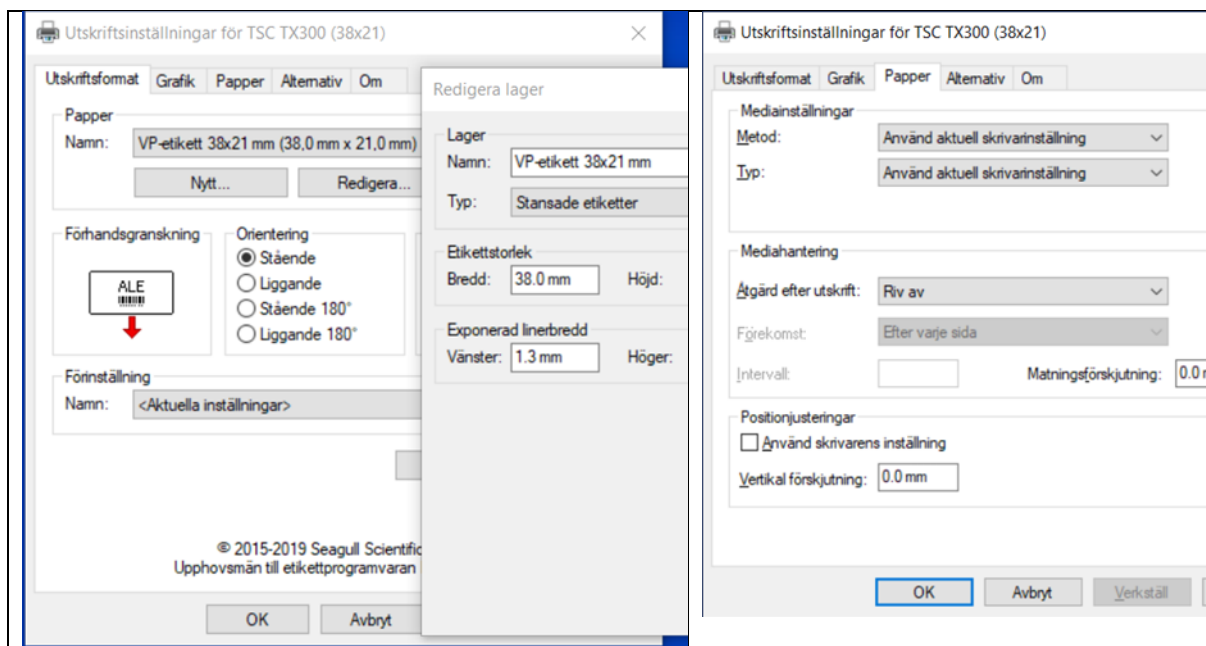 Utskriftsinställningar för TSC TX300 (38x21)
Utskriftsformat Grafik Papper Alternativ Om
Papper
Namn: VP-etikett 38x21 mm (38,0 mm x 21,0 mm)
Nytt... Redigera...
Förhandsgranskning
ALE
Orientering
Stående
Liggande
Stående 180°
Liggande 180°
Förinställning
Namn: <Aktuella inställningar>
© 2015-2019 Seagull Scientific
Upphovsmän till etikettprogramvaran
OK Avbryt
Redigera lager
Lager
Namn: VP-etikett 38x21 mm
Typ: Stansade etiketter
Etikettstorlek
Bredd: 38.0 mm Höjd:
Exponerad linerbredd
Vänster: 1.3 mm Höger:
Utskriftsinställningar för TSC TX300 (38x21)
Utskriftsformat Grafik Papper Alternativ Om
Mediainställningar
Metod: Använd aktuell skrivarinställning
Typ: Använd aktuell skrivarinställning
Mediahantering
Åtgärd efter utskrift: Riv av
Förekomst: Efter varje sida
Intervall: Matningsförskjutning: 0.0
Positionjusteringar
Använd skrivarens inställning
Vertikal förskjutning: 0.0 mm
OK Avbryt Verkställ